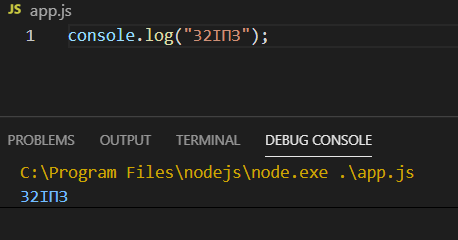 JS app.js
1 console.log("32ІПЗ");
PROBLEMS OUTPUT TERMINAL DEBUG CONSOLE
C:\Program Files\nodejs\node.exe .\app.js
32ІПЗ